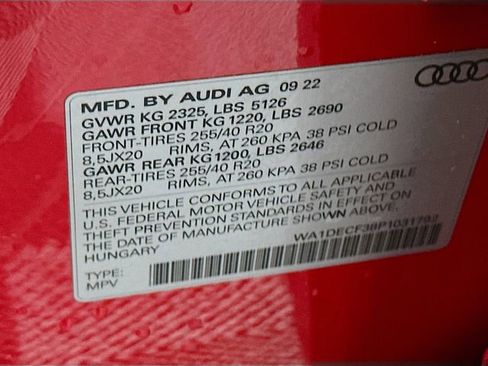 MFD. BY AUDI AG 09 22
GVWR KG 2325, LBS 5126
GAWR FRONT KG 1220, LBS 2690
FRONT-TIRES 255/40 R20
8,5JX20 RIMS, AT 260 KPA 38 PSI COLD
GAWR REAR KG 1200, LBS 2646
REAR-TIRES 255/40 R20
8,5JX20 RIMS, AT 260 KPA 38 PSI COLD
THIS VEHICLE CONFORMS TO ALL APPLICABLE
U.S. FEDERAL MOTOR VEHICLE SAFETY AND
THEFT PREVENTION STANDARDS IN EFFECT ON
THE DATE OF MANUFACTURE SHOWN ABOVE.
HUNGARY
TYPE:
MPV